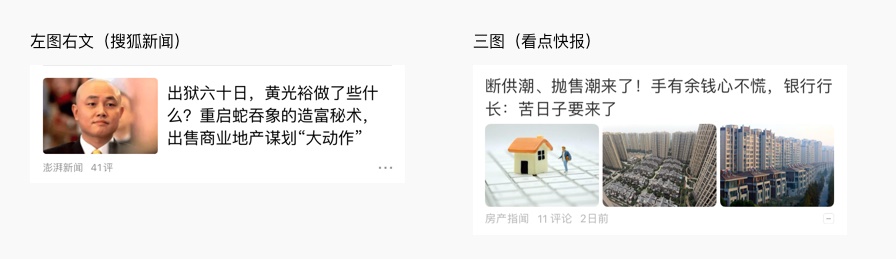 左图右文（搜狐新闻）
出狱六十日，黄光裕做了些什
么？重启蛇吞象的造富秘术，
出售商业地产谋划“大动作”
澎湃新闻 41评
三图（看点快报）
断供潮、抛售潮来了！手有余钱心不慌，银行行
长：苦日子要来了
房产指闻 11评论 2日前